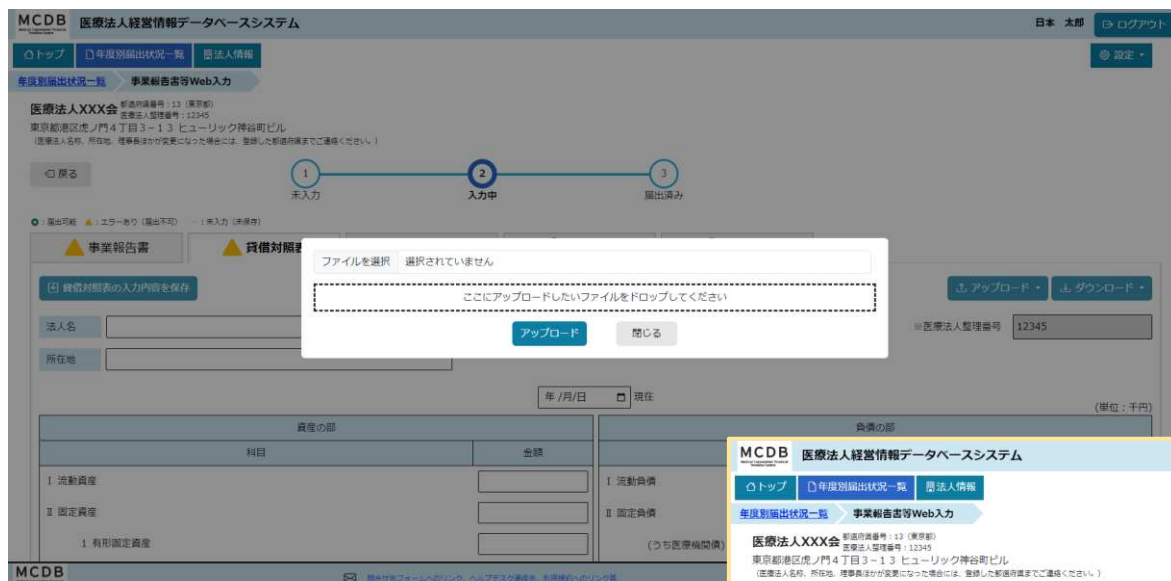 MCDB 医療法人経営情報データベースシステム
日本 太郎 ログアウト
トップ 年度別届出状況一覧 法人情報 設定
年度別届出状況一覧 事業報告書等Web入力
医療法人XXX会 都道府県番号:13(東京都)
医療法人整理番号:12345
東京都港区虎ノ門4丁目3-13 ヒューリック神谷町ビル
(医療法人名称、所在地、理事長ほかが変更になった場合には、登録した都道府県までご連絡ください。)
戻る
1 2 3
未入力 入力中 届出済み
:届出可能 :エラーあり(届出不可) -:未入力(未保存)
事業報告書 貸借対照表
ファイルを選択 選択されていません
ここにアップロードしたいファイルをドロップしてください
アップロード 閉じる
貸借対照表の入力内容を保存 アップロード ダウンロード
法人名 ※医療法人整理番号 12345
所在地
年 /月/日 現在
(単位:千円)
資産の部 負債の部
科目 金額
Ⅰ 流動資産 Ⅰ 流動負債
Ⅱ 固定資産 Ⅱ 固定負債
1 有形固定資産 (うち医療機関債)
MCDB
MCDB 医療法人経営情報データベースシステム
トップ 年度別届出状況一覧 法人情報
年度別届出状況一覧 事業報告書等Web入力
医療法人XXX会 都道府県番号:13(東京都)
医療法人整理番号:12345
東京都港区虎ノ門4丁目3-13 ヒューリック神谷町ビル
(医療法人名称、所在地、理事長ほかが変更になった場合には、登録した都道府県までご連絡ください。)